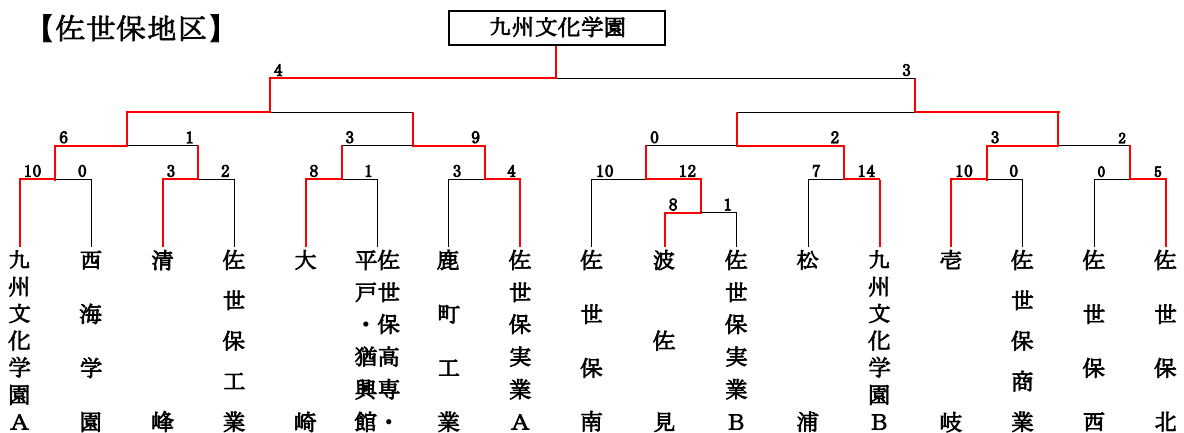 【佐世保地区】
九州文化学園
4 3
6 1 3 9 0 2 3 2
10 0 3 2 8 1 3 4 10 12 7 14 10 0 0 5
8 1
九州文化学園A
西海学園
清峰
佐世保工業
大崎
佐世保高専・
平戸・猶興館
鹿町工業
佐世保実業A
佐世保南
波佐見
佐世保実業B
松浦
九州文化学園B
壱岐
佐世保商業
佐世保西
佐世保北